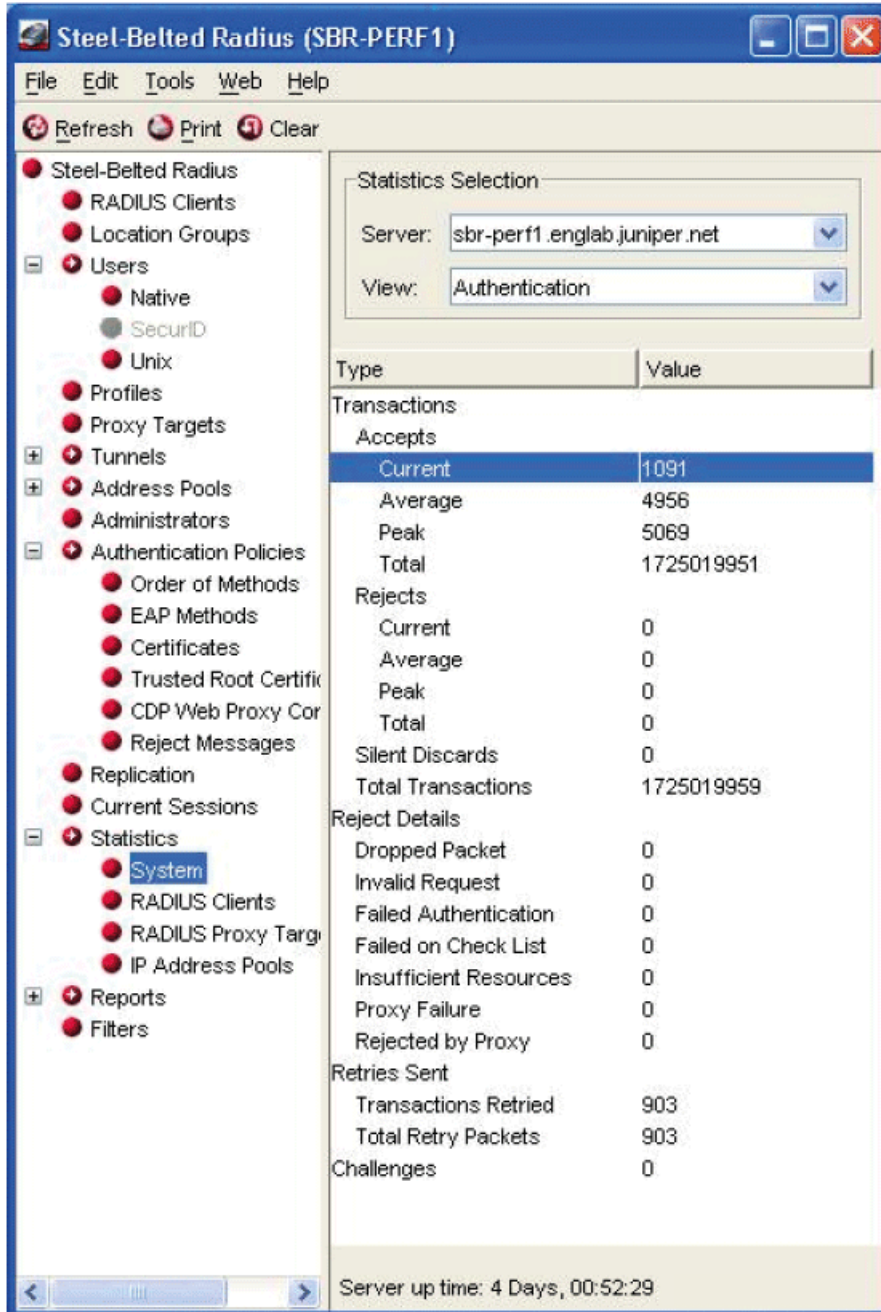 Steel-Belted Radius (SBR-PERF1)
File Edit Tools Web Help
Refresh Print Clear
Steel-Belted Radius
RADIUS Clients
Location Groups
Users
Native
SecurID
Unix
Profiles
Proxy Targets
Tunnels
Address Pools
Administrators
Authentication Policies
Order of Methods
EAP Methods
Certificates
Trusted Root Certific
CDP Web Proxy Cor
Reject Messages
Replication
Current Sessions
Statistics
System
RADIUS Clients
RADIUS Proxy Targe
IP Address Pools
Reports
Filters
Statistics Selection
Server: sbr-perf1.englab.juniper.net
View: Authentication
Type Value
Transactions
Accepts
Current 1091
Average 4956
Peak 5069
Total 1725019951
Rejects
Current 0
Average 0
Peak 0
Total 0
Silent Discards 0
Total Transactions 1725019959
Reject Details
Dropped Packet 0
Invalid Request 0
Failed Authentication 0
Failed on Check List 0
Insufficient Resources 0
Proxy Failure 0
Rejected by Proxy 0
Retries Sent
Transactions Retried 903
Total Retry Packets 903
Challenges 0
Server up time: 4 Days, 00:52:29